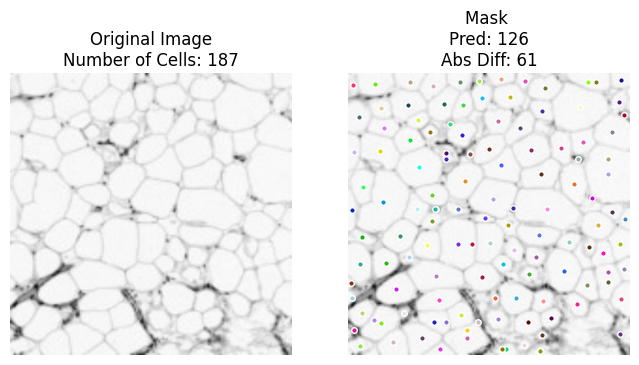 Original Image
Number of Cells: 187
Mask
Pred: 126
Abs Diff: 61